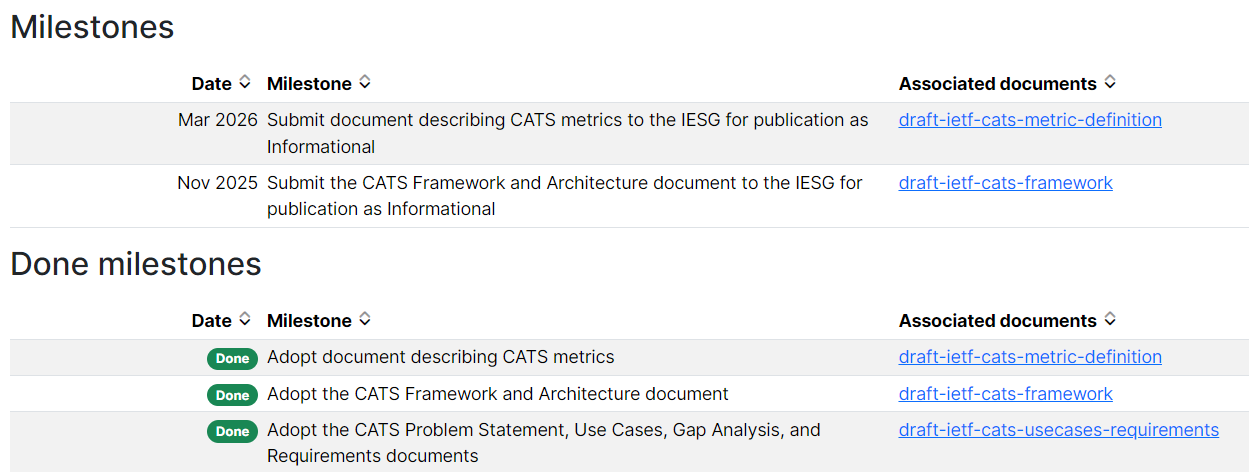 Milestones
Date Milestone Associated documents
Mar 2026 Submit document describing CATS metrics to the IESG for publication as draft-ietf-cats-metric-definition
Informational
Nov 2025 Submit the CATS Framework and Architecture document to the IESG for draft-ietf-cats-framework
publication as Informational
Done milestones
Date Milestone Associated documents
Done Adopt document describing CATS metrics draft-ietf-cats-metric-definition
Done Adopt the CATS Framework and Architecture document draft-ietf-cats-framework
Done Adopt the CATS Problem Statement, Use Cases, Gap Analysis, and draft-ietf-cats-usecases-requirements
Requirements documents